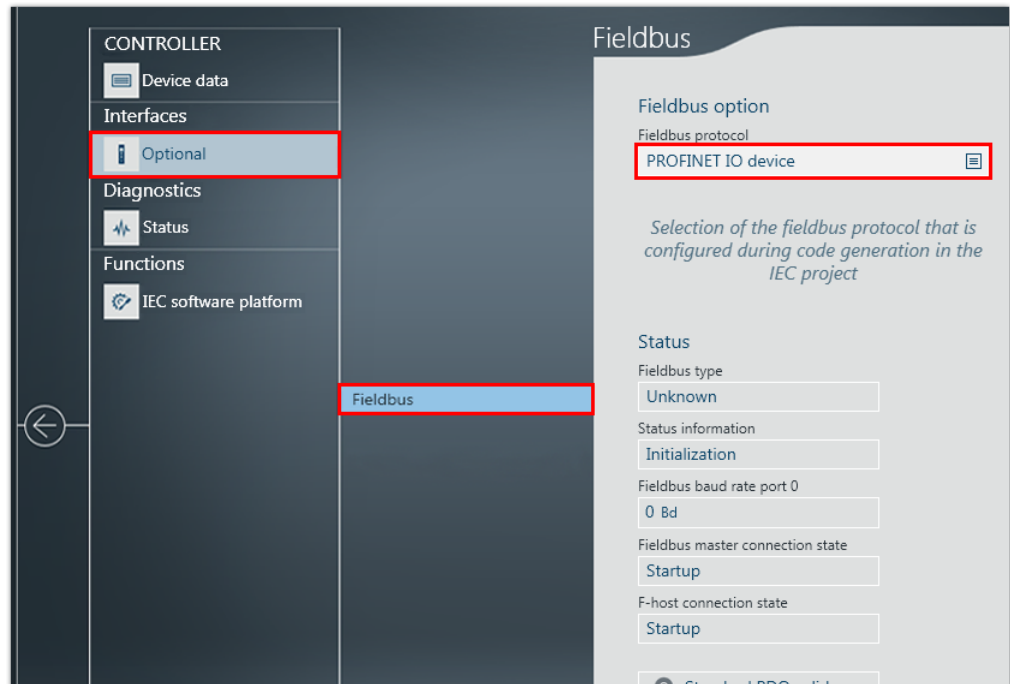 CONTROLLER
Device data
Interfaces
Optional
Diagnostics
Status
Functions
IEC software platform
Fieldbus
Fieldbus
Fieldbus option
Fieldbus protocol
PROFINET IO device
Selection of the fieldbus protocol that is
configured during code generation in the
IEC project
Status
Fieldbus type
Unknown
Status information
Initialization
Fieldbus baud rate port 0
0 Bd
Fieldbus master connection state
Startup
F-host connection state
Startup